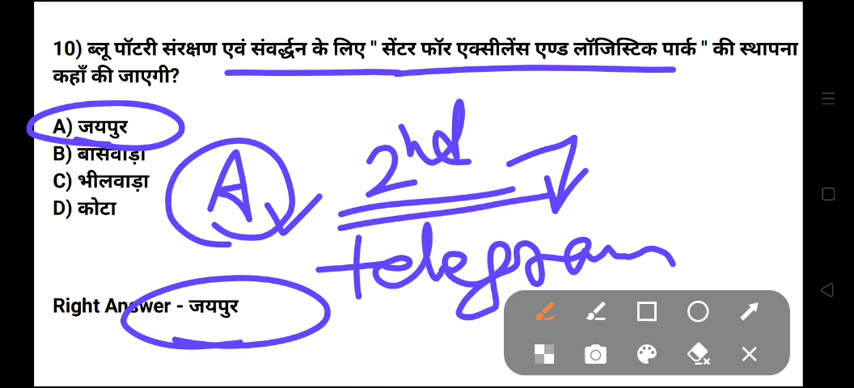 10) ब्लू पॉटरी संरक्षण एवं संवर्द्धन के लिए " सेंटर फॉर एक्सीलेंस एण्ड लॉजिस्टिक पार्क " की स्थापना
कहाँ की जाएगी?
A) जयपुर
B) बांसवाड़ा
C) भीलवाड़ा
D) कोटा
A
2nd
Telegram
Right Answer - जयपुर